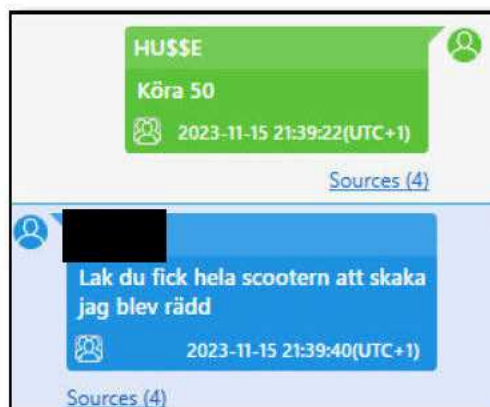 HU$$E
Köra 50
2023-11-15 21:39:22(UTC+1)
Sources (4)
Lak du fick hela scootern att skaka
jag blev rädd
2023-11-15 21:39:40(UTC+1)
Sources (4)